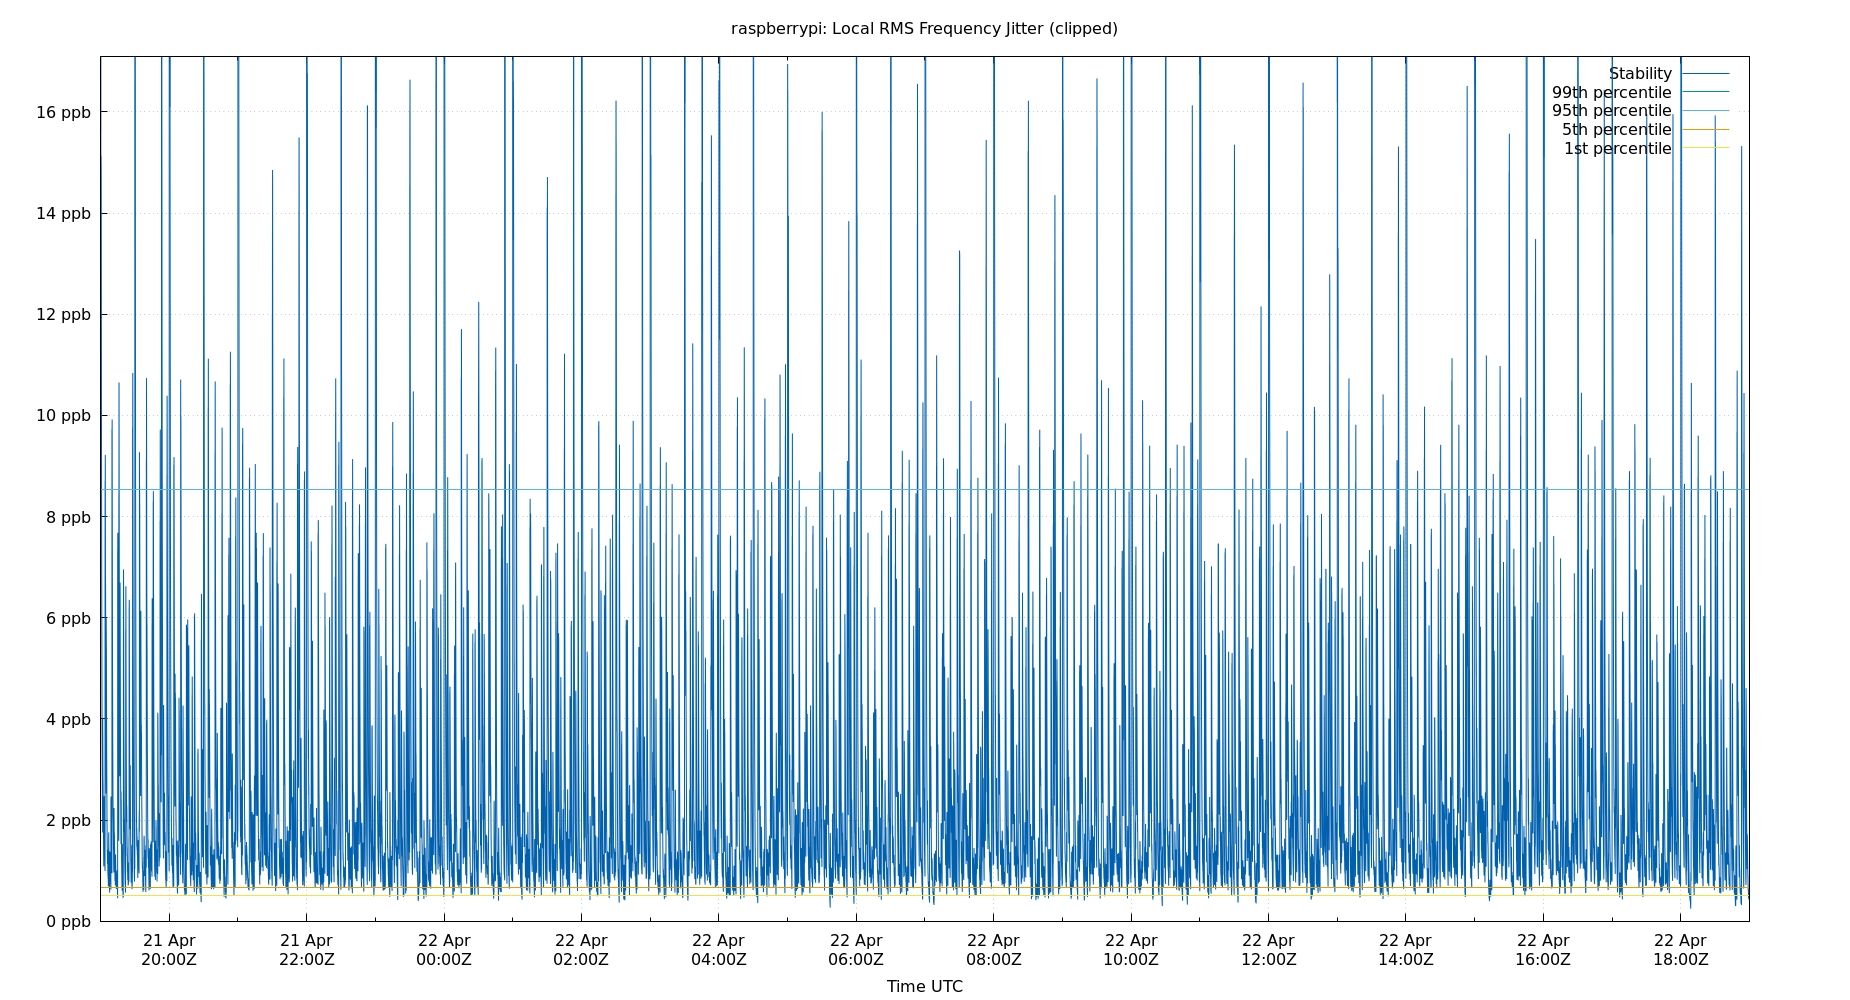 raspberrypi: Local RMS Frequency Jitter (clipped)
Stability
99th percentile
95th percentile
5th percentile
1st percentile
16 ppb
14 ppb
12 ppb
10 ppb
8 ppb
6 ppb
4 ppb
2 ppb
0 ppb
21 Apr 21 Apr 22 Apr 22 Apr 22 Apr 22 Apr 22 Apr 22 Apr 22 Apr 22 Apr 22 Apr 22 Apr
20:00Z 22:00Z 00:00Z 02:00Z 04:00Z 06:00Z 08:00Z 10:00Z 12:00Z 14:00Z 16:00Z 18:00Z
Time UTC